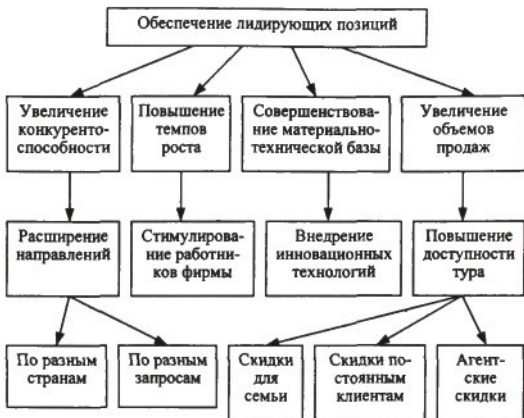 Обеспечение лидирующих позиций
Увеличение
конкуренто-
способности
Повышение
темпов
роста
Совершенствова-
ние материально-
технической базы
Увеличение
объемов
продаж
Расширение
направлений
Стимулирова-
ние работни-
ков фирмы
Внедрение
инновационных
технологий
Повышение
доступности
тура
По разным
странам
По разным
запросам
Скидки
для
семьи
Скидки по-
стоянным
клиентам
Агент-
ские
скидки